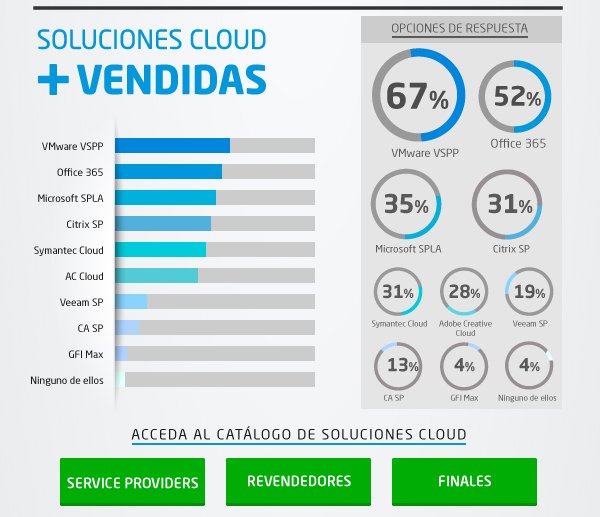 SOLUCIONES CLOUD
+ VENDIDAS
VMware VSPP
Office 365
Microsoft SPLA
Citrix SP
Symantec Cloud
AC Cloud
Veeam SP
CA SP
GFI Max
Ninguno de ellos
OPCIONES DE RESPUESTA
67%
VMware VSPP
52%
Office 365
35%
Microsoft SPLA
31%
Citrix SP
31%
Symantec Cloud
28%
Adobe Creative
Cloud
19%
Veeam SP
13%
CA SP
4%
GFI Max
4%
Ninguno de ellos
ACCEDA AL CATÁLOGO DE SOLUCIONES CLOUD
SERVICE PROVIDERS
REVENDEDORES
FINALES